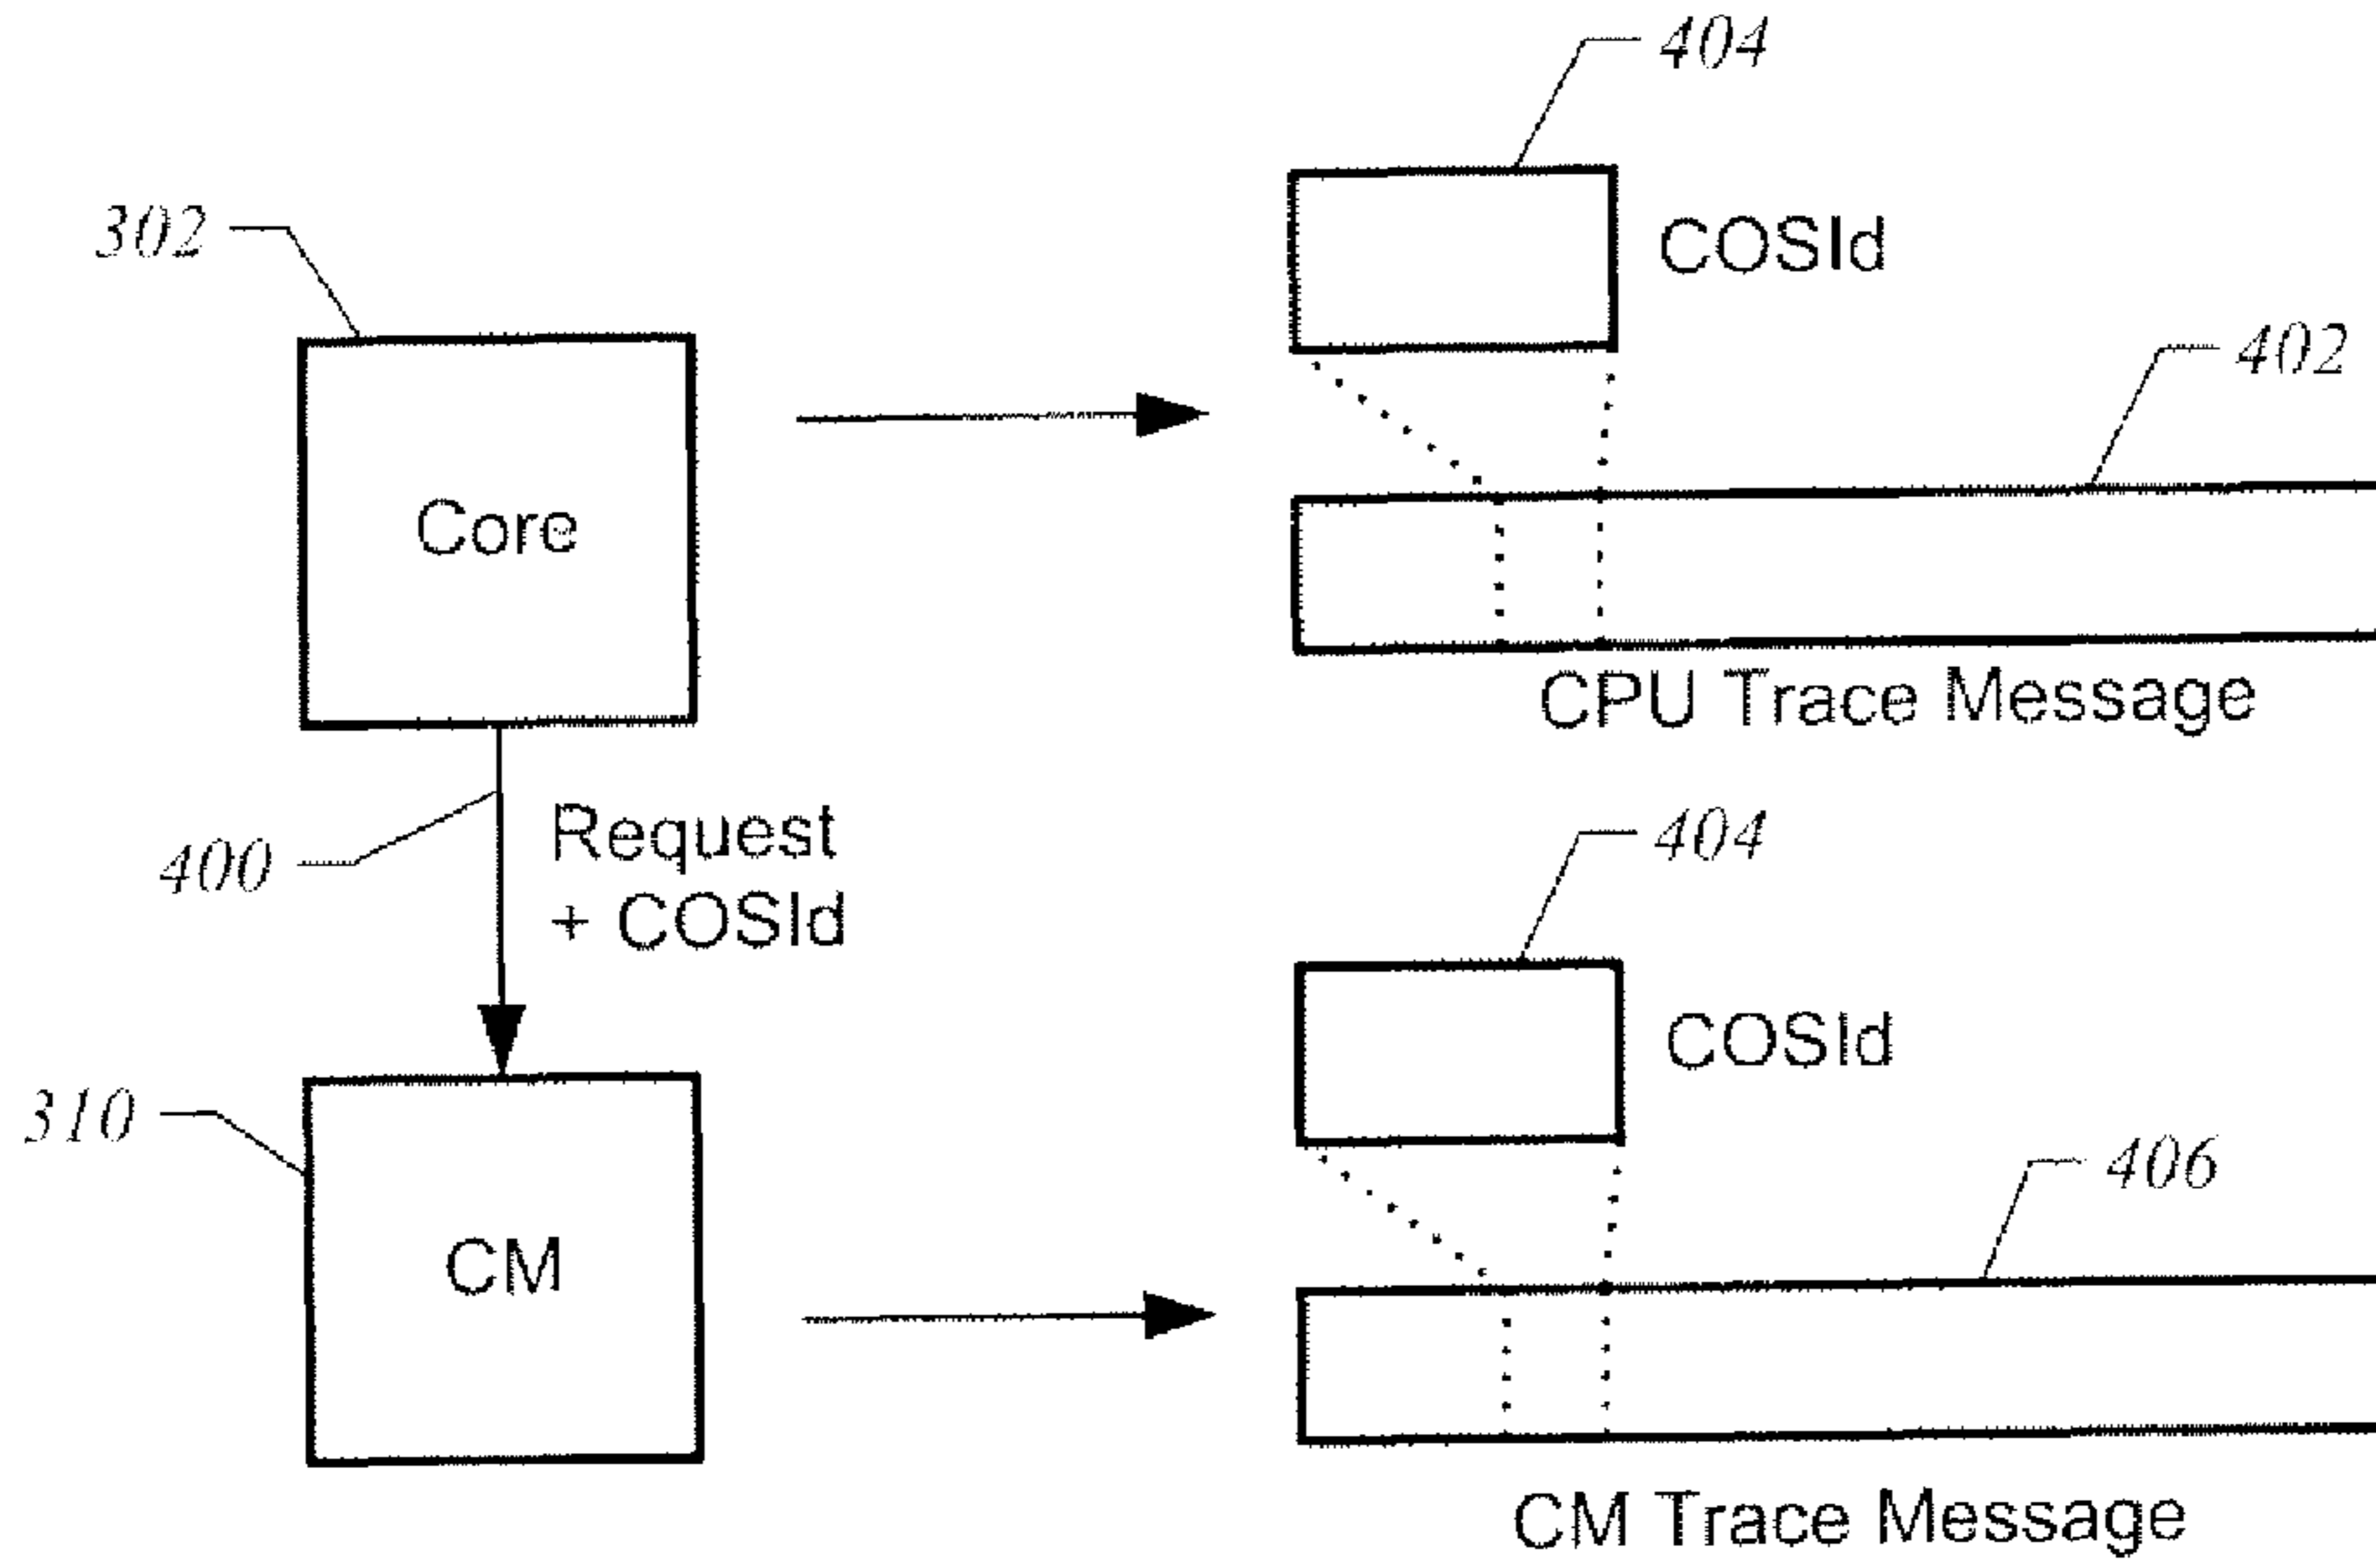 404
302
COSId
402
Core
CPU Trace Message
Request
+ COSId
400
404
310
COSId
406
CM
CM Trace Message